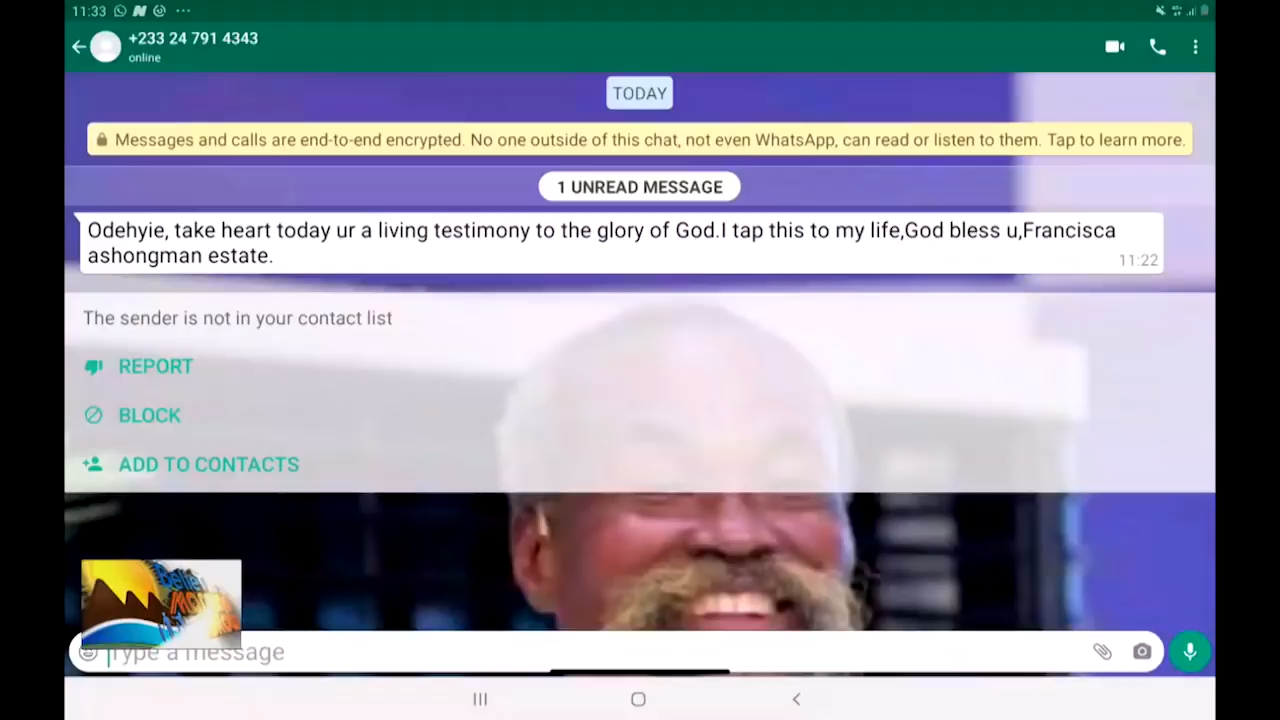 11:33
+233 24 791 4343
online
TODAY
Messages and calls are end-to-end encrypted. No one outside of this chat, not even WhatsApp, can read or listen to them. Tap to learn more.
1 UNREAD MESSAGE
Odehyie, take heart today ur a living testimony to the glory of God.I tap this to my life,God bless u,Francisca
ashongman estate.
11:22
The sender is not in your contact list
REPORT
BLOCK
ADD TO CONTACTS
Type a message